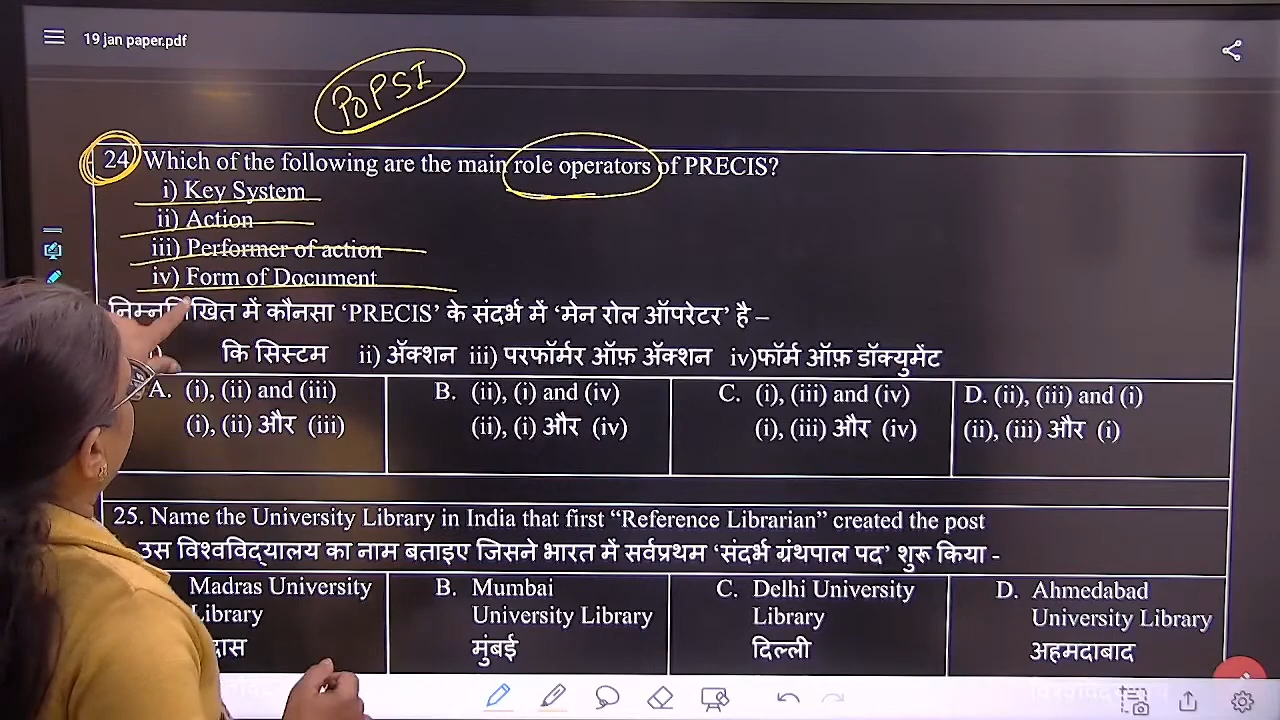 19 jan paper.pdf
POPSI
24 Which of the following are the main role operators of PRECIS?
i) Key System
ii) Action
iii) Performer of action
iv) Form of Document
निम्नलिखित में कौनसा ‘PRECIS’ के संदर्भ में ‘मेन रोल ऑपरेटर’ है –
कि सिस्टम ii) ॲक्शन iii) परफॉर्मर ऑफ़ ॲक्शन iv)फॉर्म ऑफ़ डॉक्युमेंट
A. (i), (ii) and (iii)
(i), (ii) और (iii)
B. (ii), (i) and (iv)
(ii), (i) और (iv)
C. (i), (iii) and (iv)
(i), (iii) और (iv)
D. (ii), (iii) and (i)
(ii), (iii) और (i)
25. Name the University Library in India that first “Reference Librarian” created the post
उस विश्वविद्यालय का नाम बताइए जिसने भारत में सर्वप्रथम ‘संदर्भ ग्रंथपाल पद’ शुरू किया -
Madras University
Library
B. Mumbai
University Library
मुंबई
C. Delhi University
Library
दिल्ली
D. Ahmedabad
University Library
अहमदाबाद